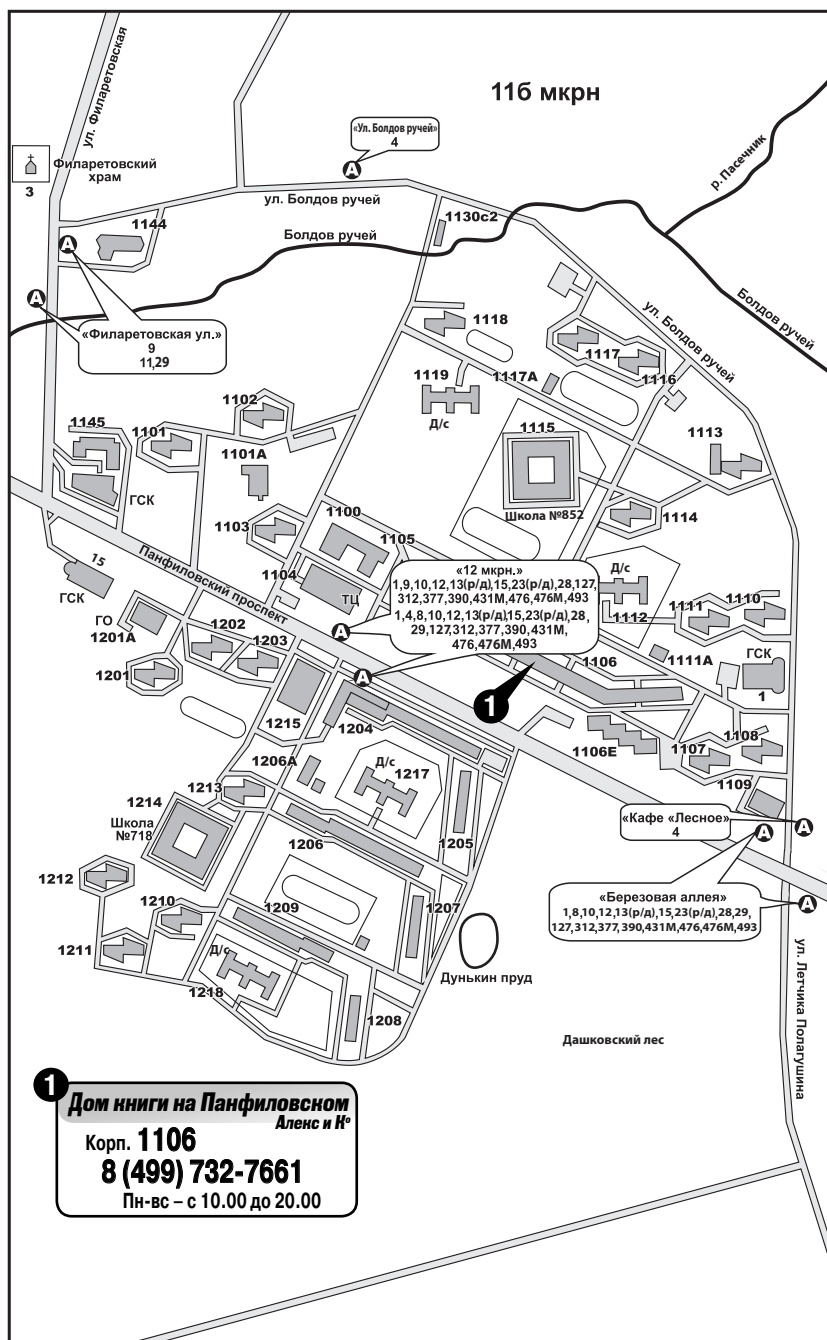 ул. Филаретовская
11б мкрн
«Ул. Болдов ручей»
4
А
р. Пасечник
Филаретовский
храм
3
ул. Болдов ручей
1144
А
Болдов ручей
1130с2
А
«Филаретовская ул.»
9
11,29
ул. Болдов ручей
Болдов ручей
1118
1117
1116
1119
1117А
Д/с
1102
1145
1101
1101А
1115
1113
ГСК
Школа №852
1114
1103
1100
1105
Панфиловский проспект
1104
ТЦ
15
ГСК
«12 мкрн.»
1,9,10,12,13(р/д),15,23(р/д),28,127,
312,377,390,431М,476,476М,493
1,4,8,10,12,13(р/д),15,23(р/д),28,
29,127,312,377,390,431М,
476,476М,493
А
А
Д/с
1112
1111
1110
1111А
ГСК
1
ГО
1201А
1202
1203
1201
1106
1
1215
1204
1106Е
1107
1108
1109
1206А
Д/с
1217
1213
1214
Школа
№718
1206
1205
«Кафе «Лесное»
4
А
А
1212
1210
1209
1207
1211
Д/с
1218
1208
Дунькин пруд
«Березовая аллея»
1,8,10,12,13(р/д),15,23(р/д),28,29,
127,312,377,390,431М,476,476М,493
А
ул. Летчика Полагушина
Дашковский лес
1
Дом книги на Панфиловском
Алекс и Кº
Корп. 1106
8 (499) 732-7661
Пн-вс – с 10.00 до 20.00